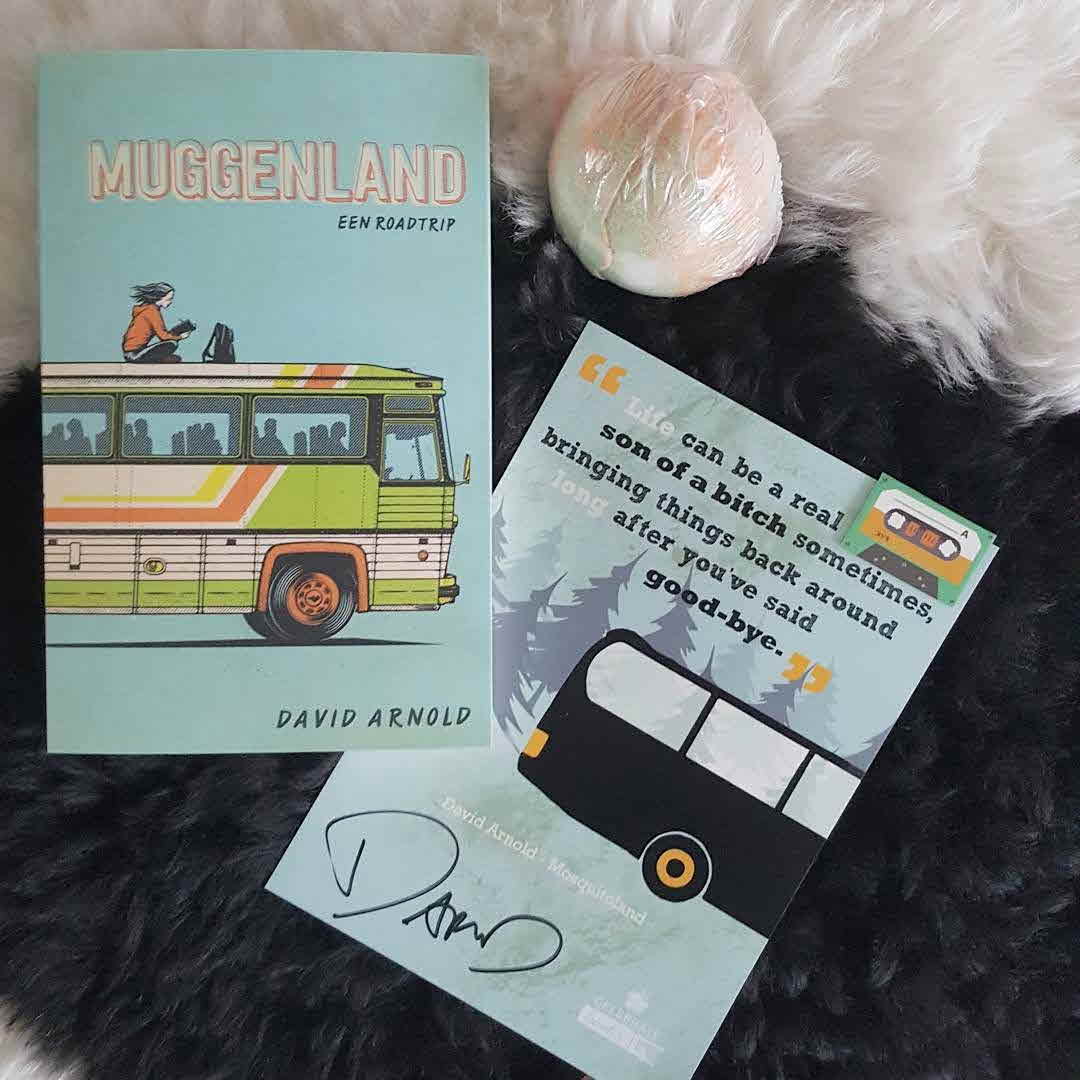 MUGGENLAND
EEN ROADTRIP
DAVID ARNOLD
“Life can be a real
son of a bitch sometimes,
bringing things back around
long after you've said
good-bye.”
A
David Arnold - Mosquitoland